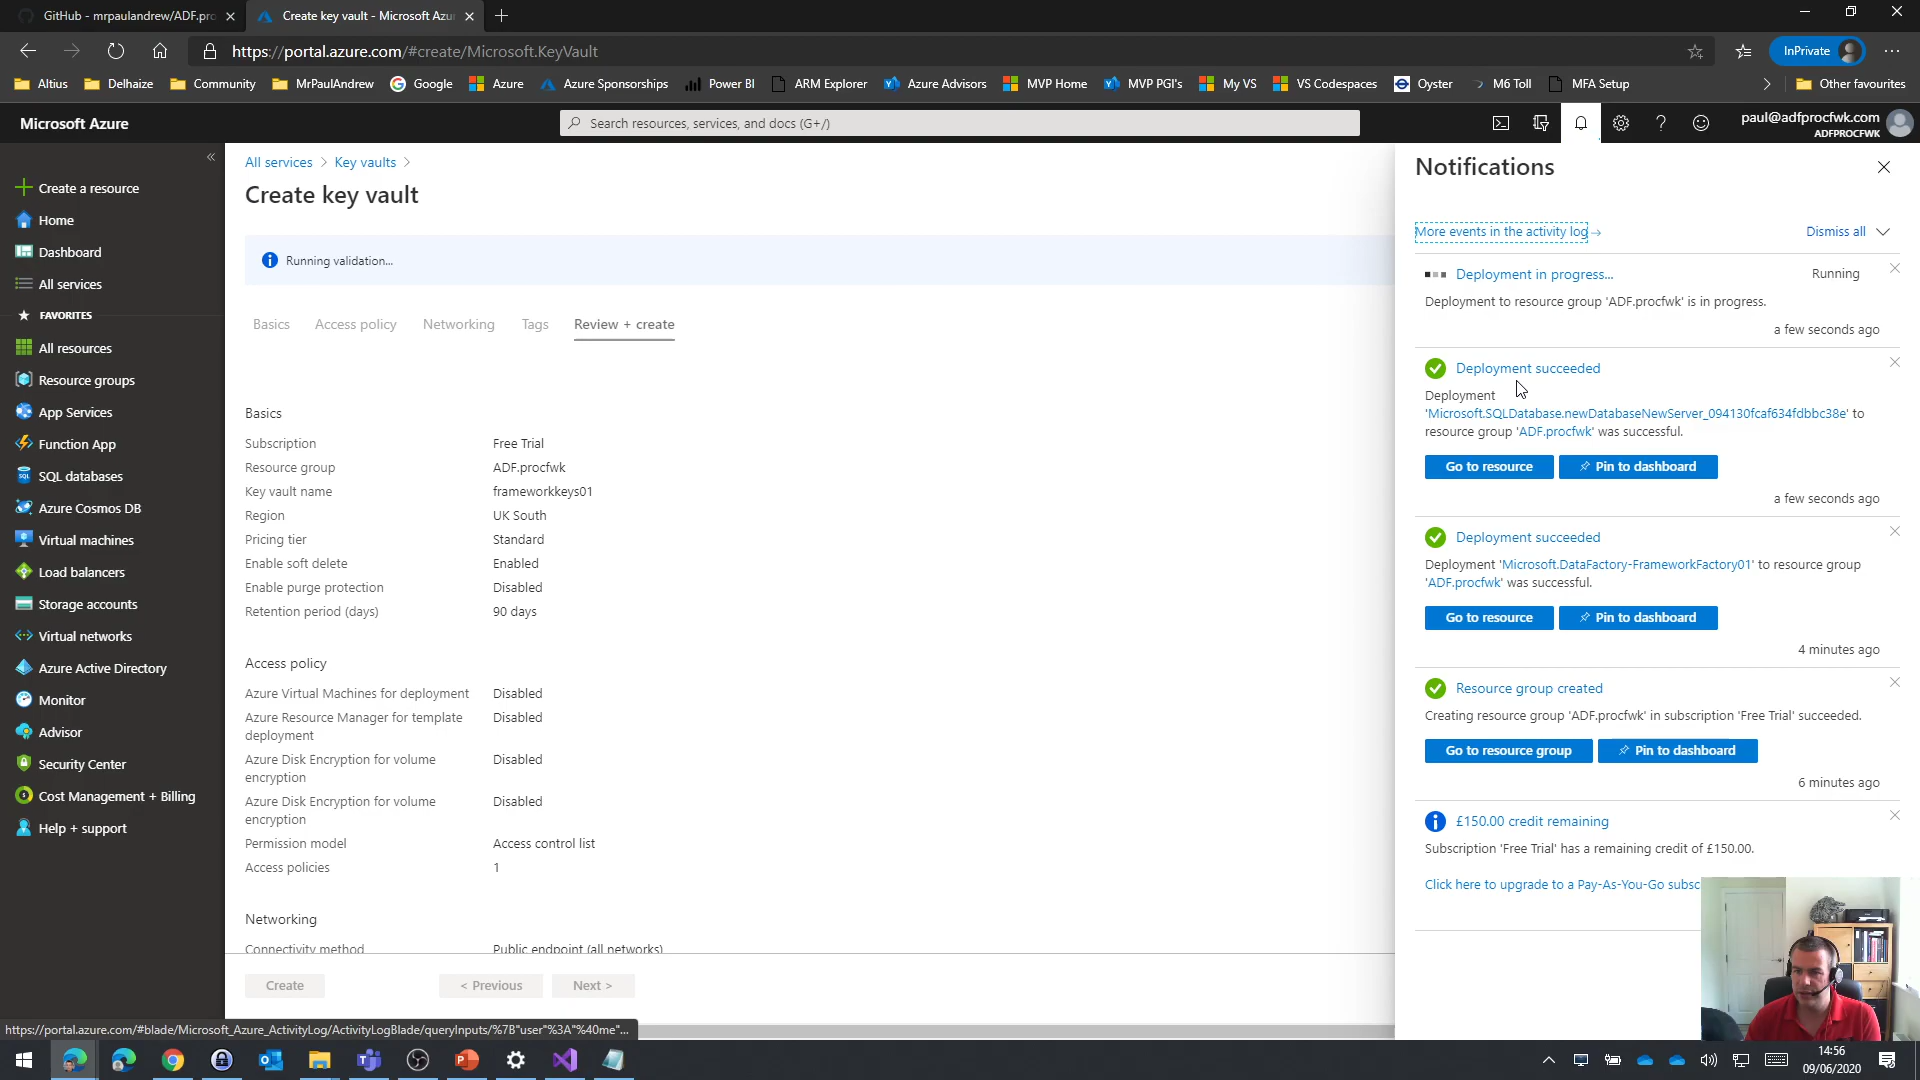 GitHub - mrpaulandrew/ADF.pro
Create key vault - Microsoft Azu
https://portal.azure.com/#create/Microsoft.KeyVault
InPrivate
Altius
Delhaize
Community
MrPaulAndrew
Google
Azure
Azure Sponsorships
Power BI
ARM Explorer
Azure Advisors
MVP Home
MVP PGI's
My VS
VS Codespaces
Oyster
M6 Toll
MFA Setup
Other favourites
Microsoft Azure
Search resources, services, and docs (G+/)
paul@adfprocfwk.com
ADFPROCFWK
Create a resource
Home
Dashboard
All services
FAVORITES
All resources
Resource groups
App Services
Function App
SQL databases
Azure Cosmos DB
Virtual machines
Load balancers
Storage accounts
Virtual networks
Azure Active Directory
Monitor
Advisor
Security Center
Cost Management + Billing
Help + support
All services > Key vaults >
Create key vault
Running validation...
Basics
Access policy
Networking
Tags
Review + create
Basics
Subscription Free Trial
Resource group ADF.procfwk
Key vault name frameworkkeys01
Region UK South
Pricing tier Standard
Enable soft delete Enabled
Enable purge protection Disabled
Retention period (days) 90 days
Access policy
Azure Virtual Machines for deployment Disabled
Azure Resource Manager for template Disabled
deployment
Azure Disk Encryption for volume Disabled
encryption
Azure Disk Encryption for volume Disabled
encryption
Permission model Access control list
Access policies 1
Networking
Connectivity method Public endpoint (all networks)
Create
< Previous
Next >
https://portal.azure.com/#blade/Microsoft_Azure_ActivityLog/ActivityLogBlade/queryInputs/%7B"user"%3A"%40me"...
Notifications
More events in the activity log →
Dismiss all
Deployment in progress... Running
Deployment to resource group 'ADF.procfwk' is in progress.
a few seconds ago
Deployment succeeded
Deployment
'Microsoft.SQLDatabase.newDatabaseNewServer_094130fcaf634fdbbc38e' to
resource group 'ADF.procfwk' was successful.
Go to resource
Pin to dashboard
a few seconds ago
Deployment succeeded
Deployment 'Microsoft.DataFactory-FrameworkFactory01' to resource group
'ADF.procfwk' was successful.
Go to resource
Pin to dashboard
4 minutes ago
Resource group created
Creating resource group 'ADF.procfwk' in subscription 'Free Trial' succeeded.
Go to resource group
Pin to dashboard
6 minutes ago
£150.00 credit remaining
Subscription 'Free Trial' has a remaining credit of £150.00.
Click here to upgrade to a Pay-As-You-Go subsc
14:56
09/06/2020